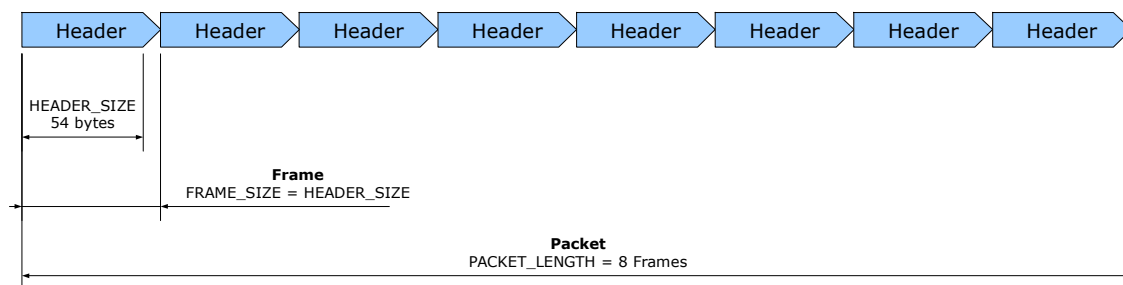 Header Header Header Header Header Header Header Header
HEADER_SIZE
54 bytes
Frame
FRAME_SIZE = HEADER_SIZE
Packet
PACKET_LENGTH = 8 Frames